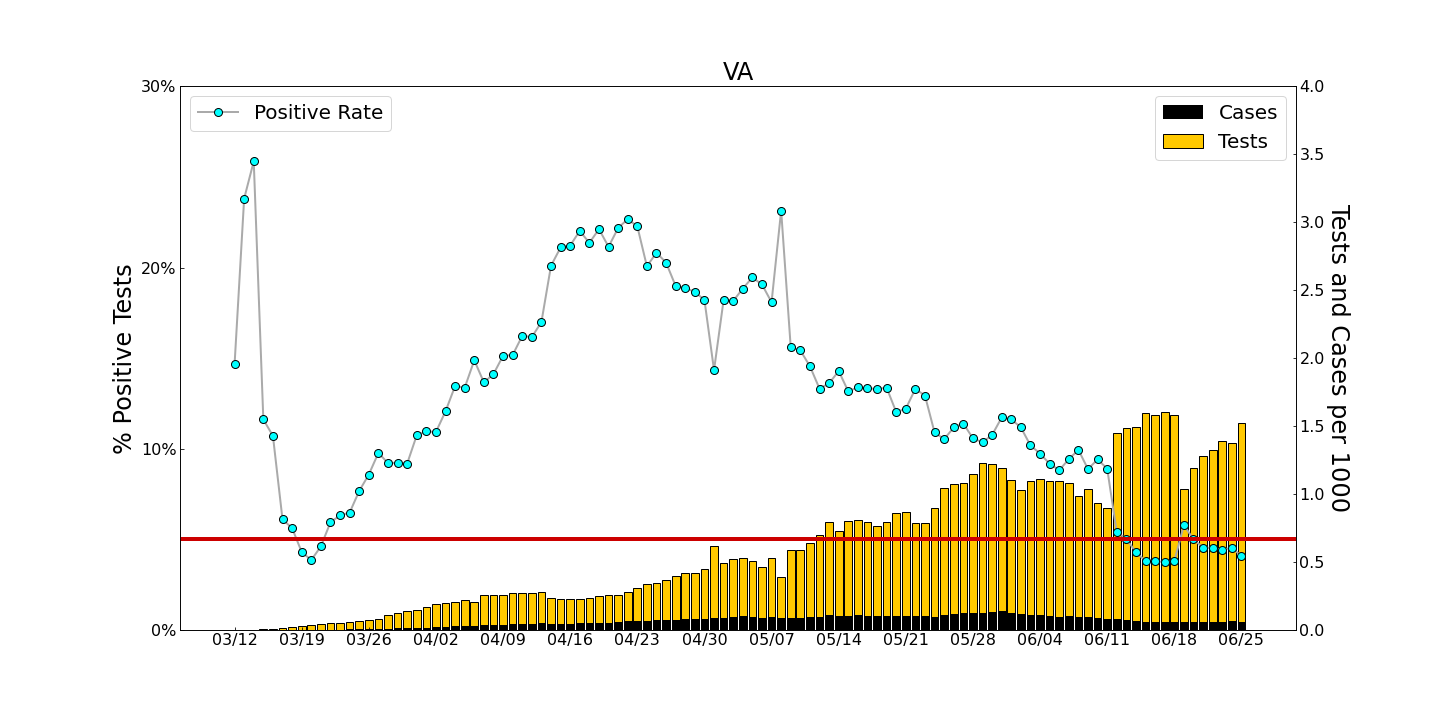 VA
Positive Rate
Cases
Tests
% Positive Tests
30%
20%
10%
0%
Tests and Cases per 1000
4.0
3.5
3.0
2.5
2.0
1.5
1.0
0.5
0.0
03/12 03/19 03/26 04/02 04/09 04/16 04/23 04/30 05/07 05/14 05/21 05/28 06/04 06/11 06/18 06/25